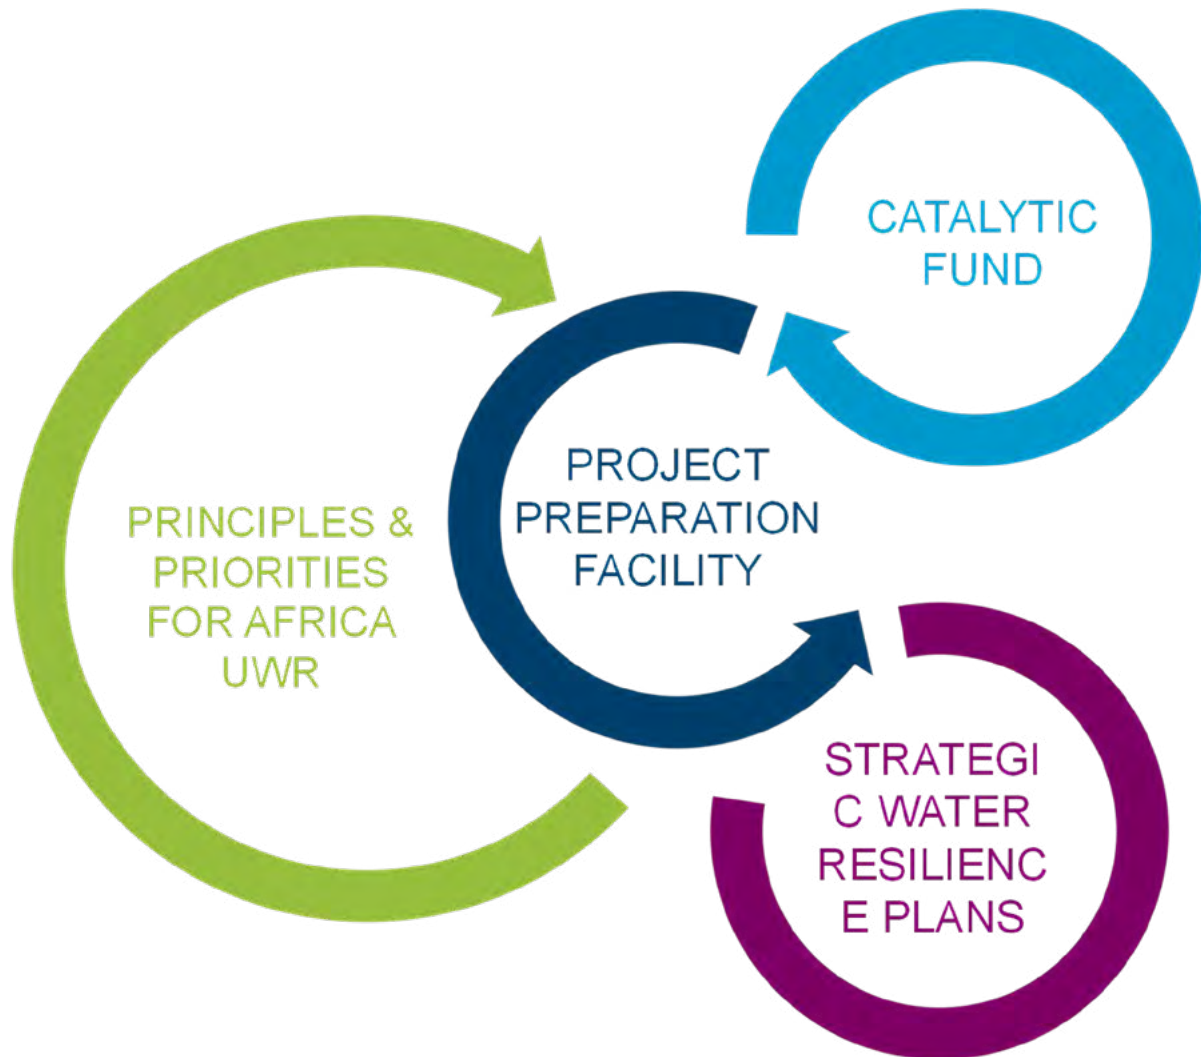 CATALYTIC
FUND
PROJECT
PREPARATION
FACILITY
PRINCIPLES &
PRIORITIES
FOR AFRICA
UWR
STRATEGI
C WATER
RESILIENC
E PLANS